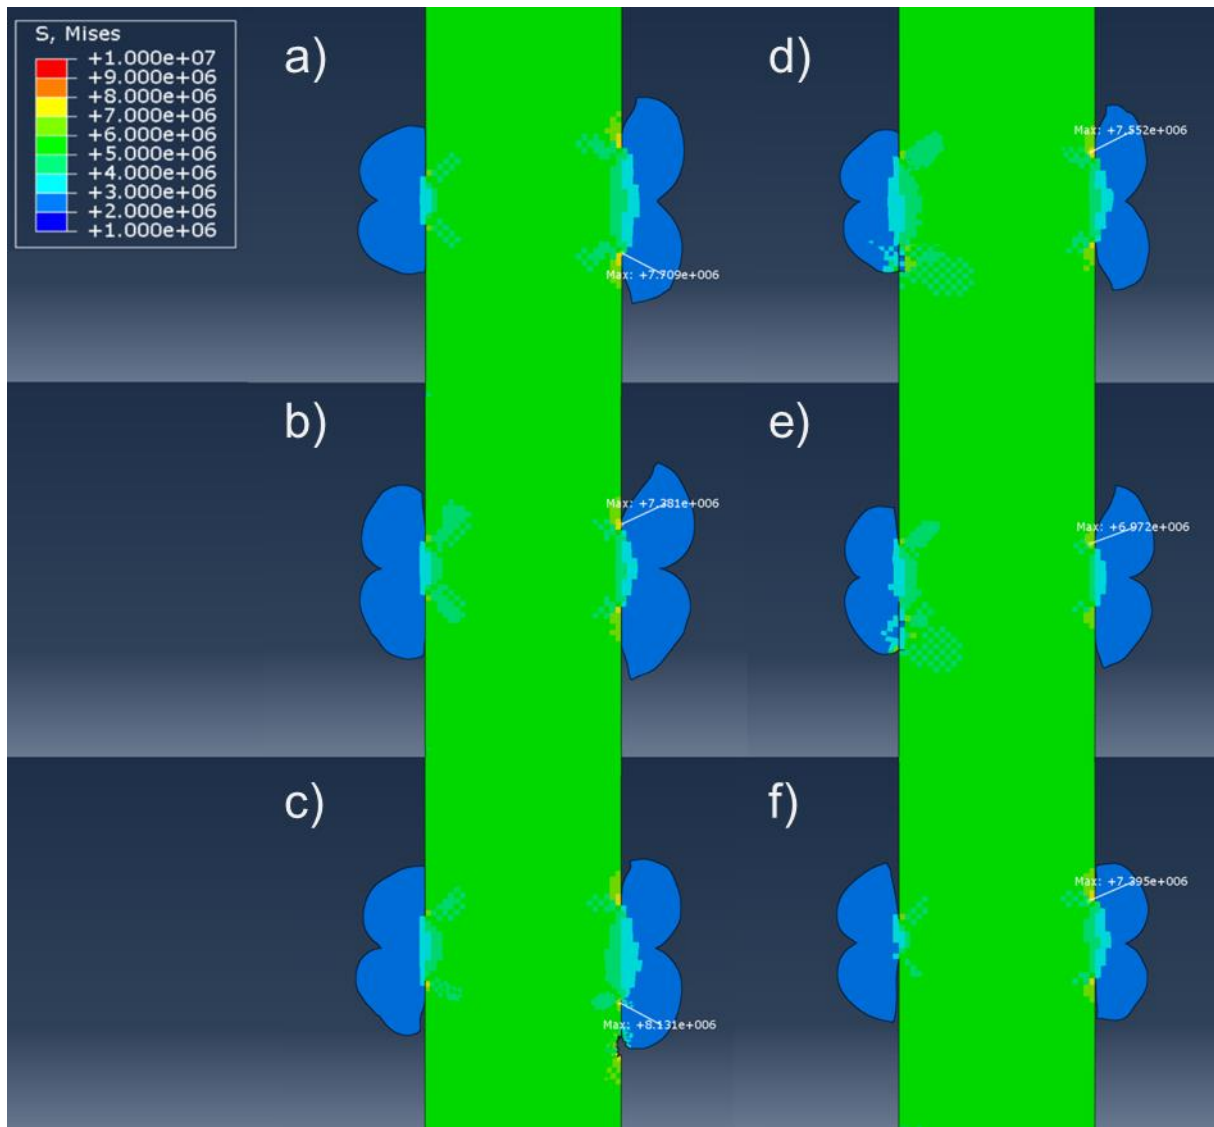 S, Mises
+1.000e+07
+9.000e+06
+8.000e+06
+7.000e+06
+6.000e+06
+5.000e+06
+4.000e+06
+3.000e+06
+2.000e+06
+1.000e+06
a)
Max: +7.709e+006
d)
Max: +7.552e+006
b)
Max: +7.381e+006
e)
Max: +6.972e+006
c)
Max: +8.131e+006
f)
Max: +7.395e+006